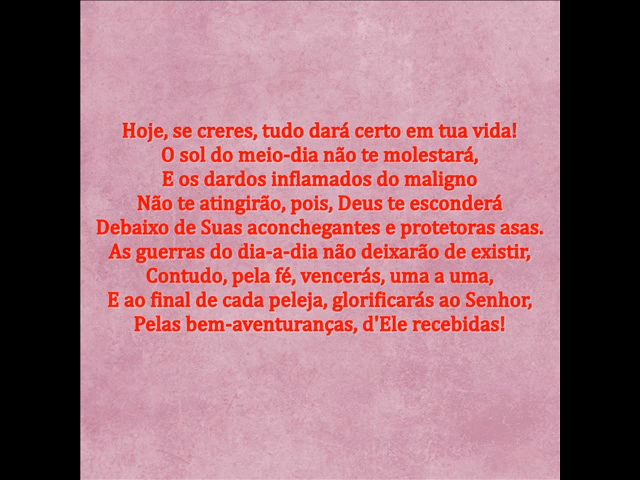 Hoje, se creres, tudo dará certo em tua vida!
O sol do meio-dia não te molestará,
E os dardos inflamados do maligno
Não te atingirão, pois, Deus te esconderá
Debaixo de Suas aconchegantes e protetoras asas.
As guerras do dia-a-dia não deixarão de existir,
Contudo, pela fé, vencerás, uma a uma,
E ao final de cada peleja, glorificarás ao Senhor,
Pelas bem-aventuranças, d'Ele recebidas!